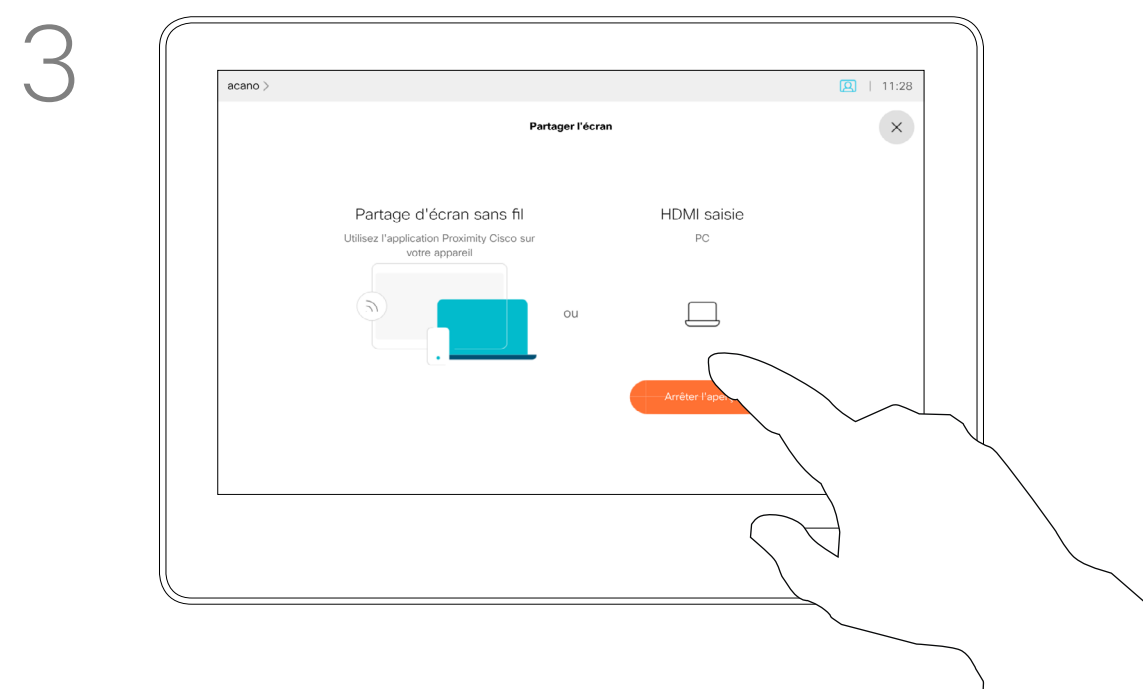 3
acano >
11:28
Partager l'écran
Partage d'écran sans fil
Utilisez l'application Proximity Cisco sur
votre appareil
ou
HDMI saisie
PC
Arrêter